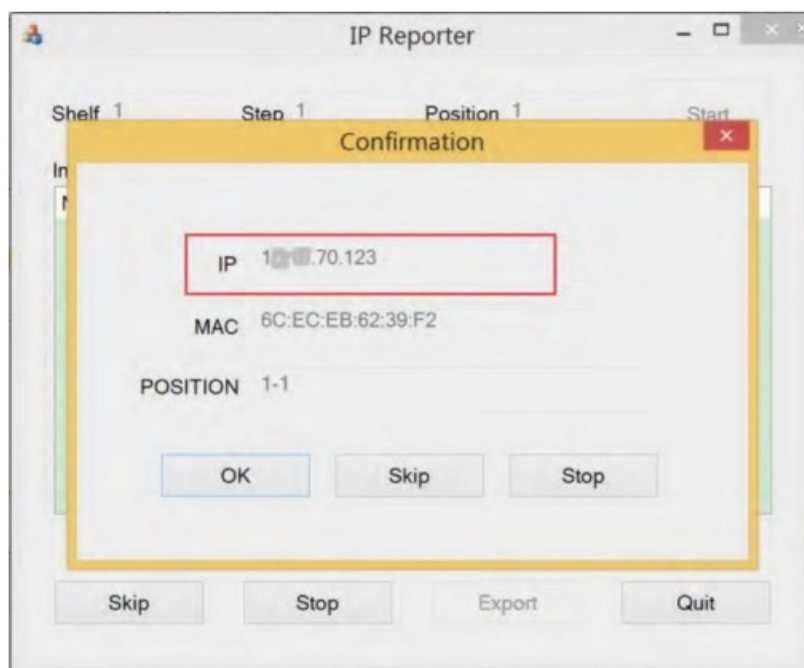 IP Reporter
Shelf 1 Step 1 Position 1 Start
Confirmation
IP .70.123
MAC 6C:EC:EB:62:39:F2
POSITION 1-1
OK Skip Stop
Skip Stop Export Quit